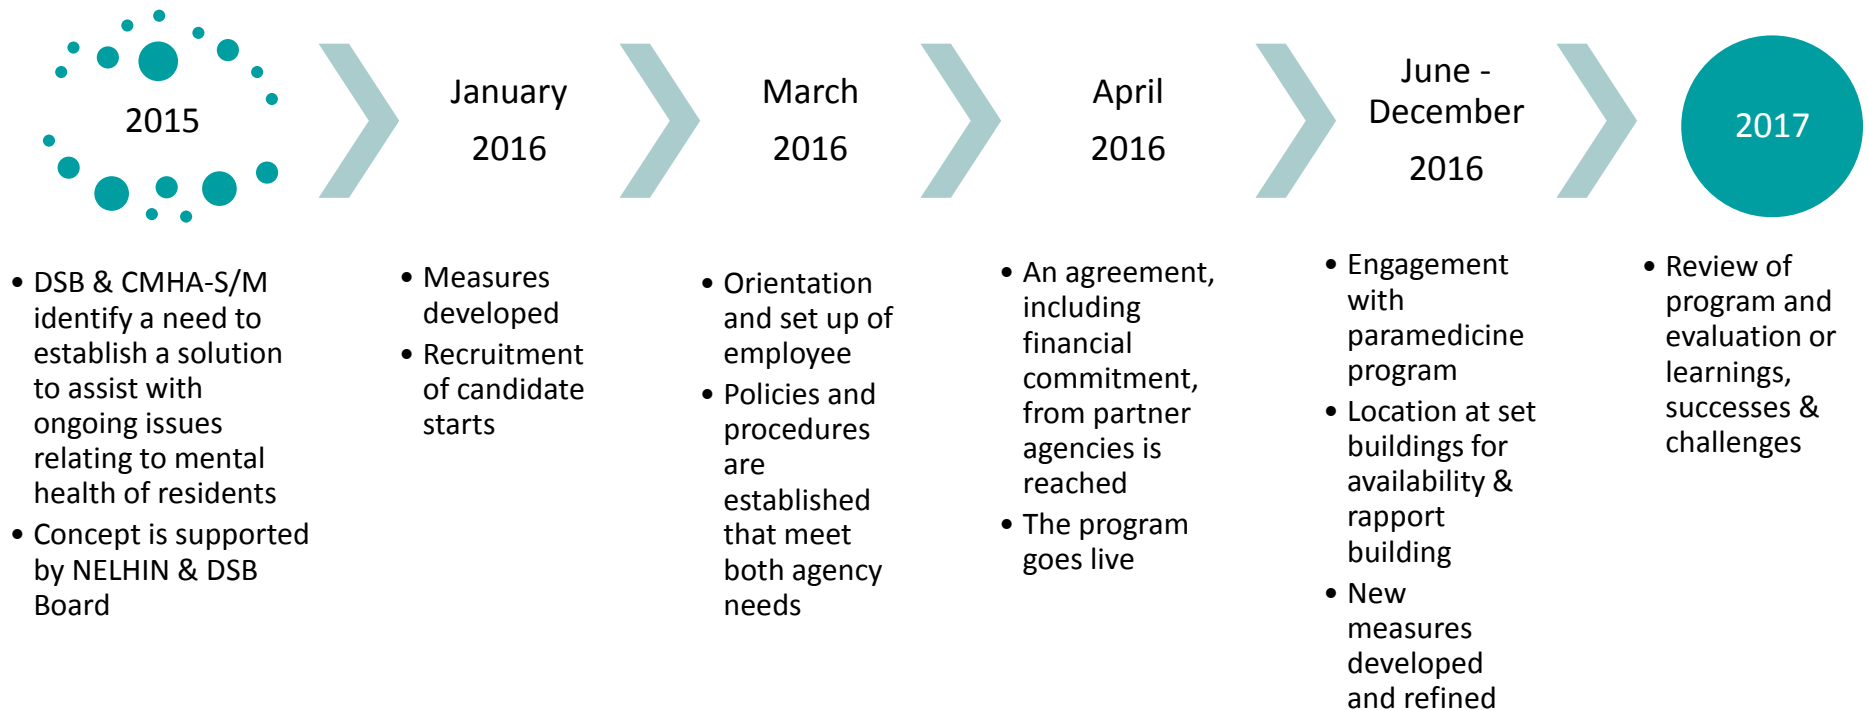 2015
January
2016
March
2016
April
2016
June -
December
2016
2017
• DSB & CMHA-S/M
identify a need to
establish a solution
to assist with
ongoing issues
relating to mental
health of residents
• Concept is supported
by NELHIN & DSB
Board
• Measures
developed
• Recruitment
of candidate
starts
• Orientation
and set up of
employee
• Policies and
procedures
are
established
that meet
both agency
needs
• An agreement,
including
financial
commitment,
from partner
agencies is
reached
• The program
goes live
• Engagement
with
paramedicine
program
• Location at set
buildings for
availability &
rapport
building
• New
measures
developed
and refined
• Review of
program and
evaluation or
learnings,
successes &
challenges